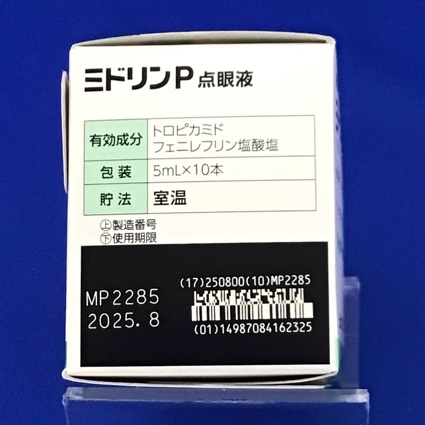 ミドリンP点眼液
有効成分 トロピカミド
フェニレフリン塩酸塩
包装 5mL×10本
貯法 室温
上製造番号
下使用期限
(17)250800(10)MP2285
MP2285
2025.8
(01)14987084162325